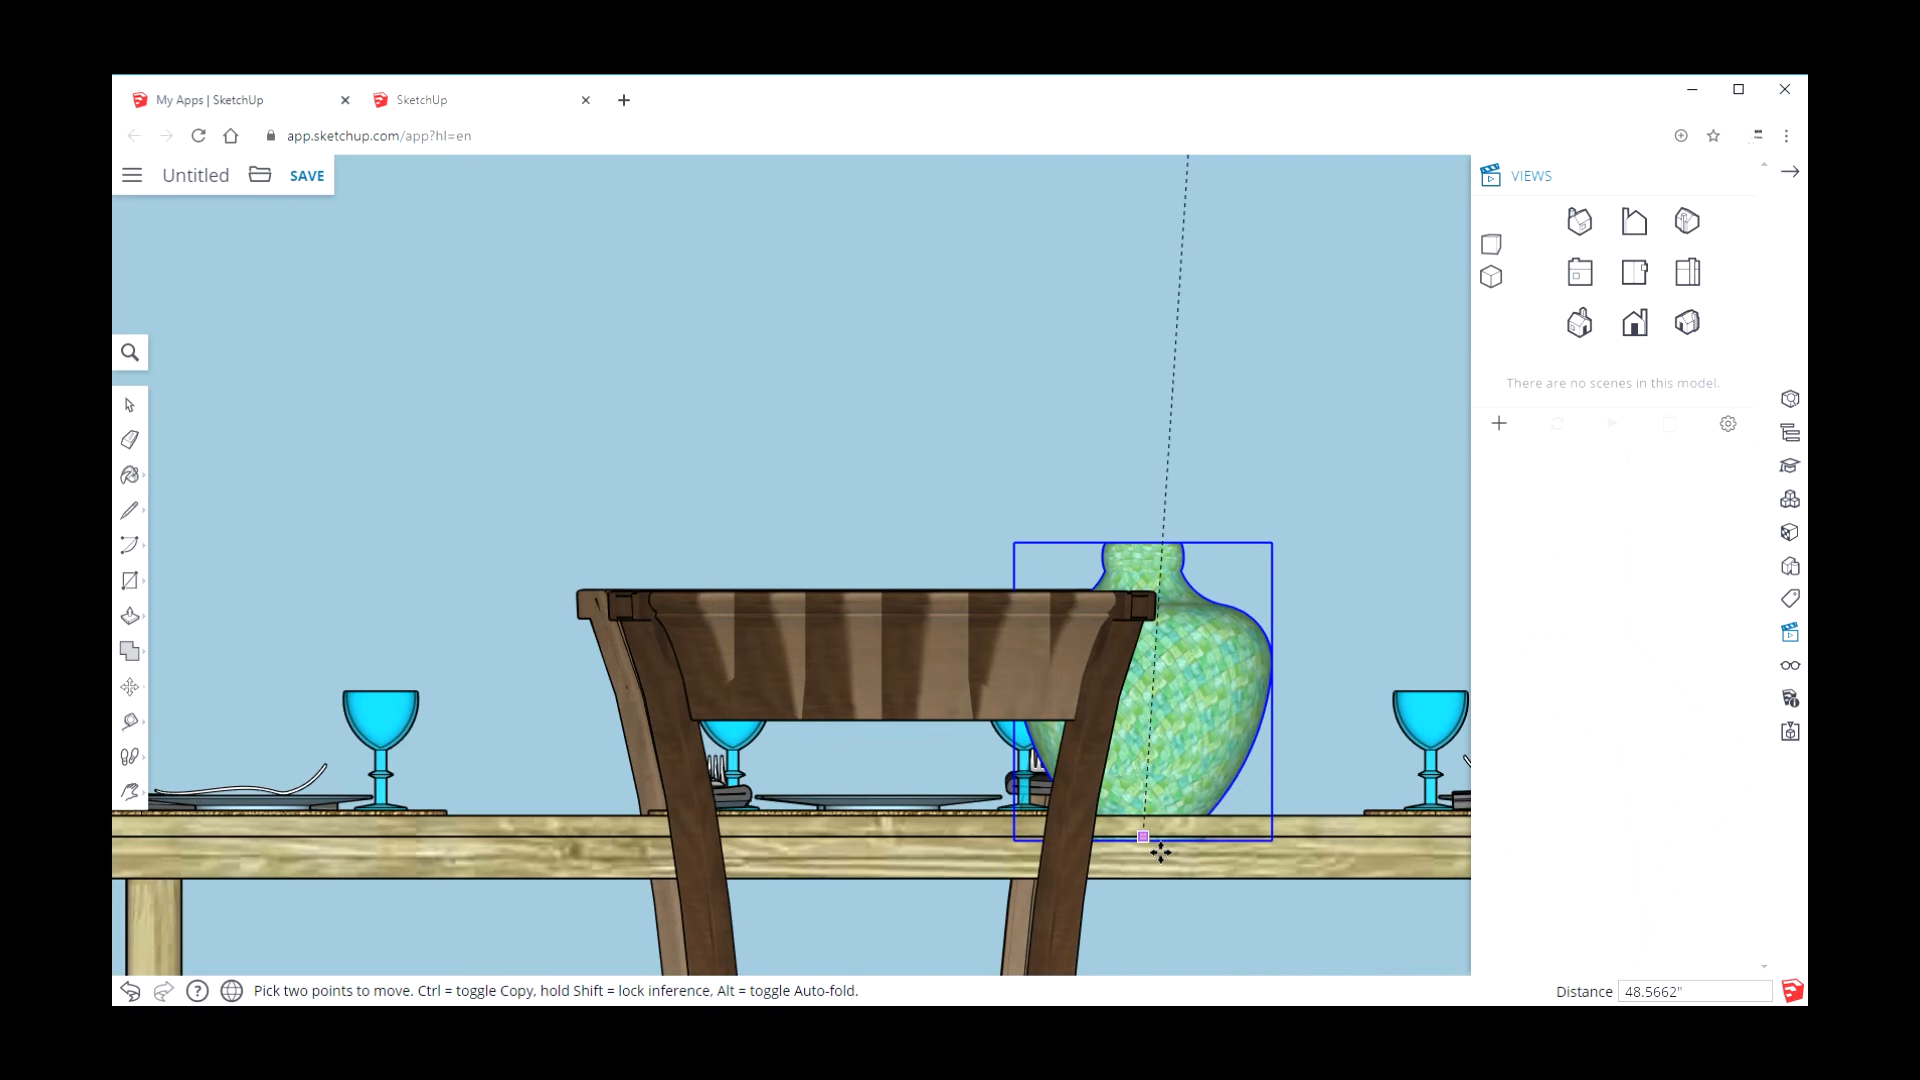 My Apps | SketchUp
SketchUp
app.sketchup.com/app?hl=en
Untitled
SAVE
VIEWS
There are no scenes in this model.
Pick two points to move. Ctrl = toggle Copy, hold Shift = lock inference, Alt = toggle Auto-fold.
Distance
48.5662"